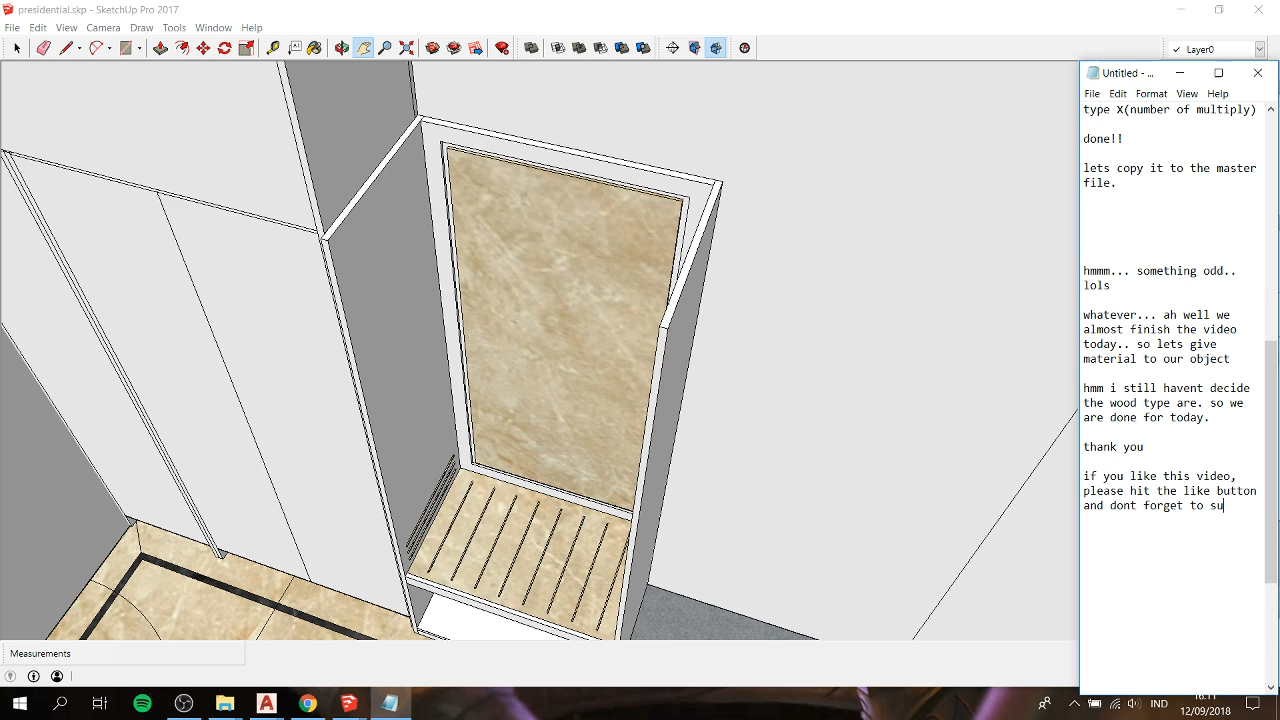 presidential.skp - SketchUp Pro 2017
File Edit View Camera Draw Tools Window Help
Layer0
Untitled - ...
File Edit Format View Help
type X(number of multiply)
done!!
lets copy it to the master
file.
hmmm... something odd..
lols
whatever... ah well we
almost finish the video
today.. so lets give
material to our object
hmm i still havent decide
the wood type are. so we
are done for today.
thank you
if you like this video,
please hit the like button
and dont forget to su
Measurements
IND
16.11
12/09/2018